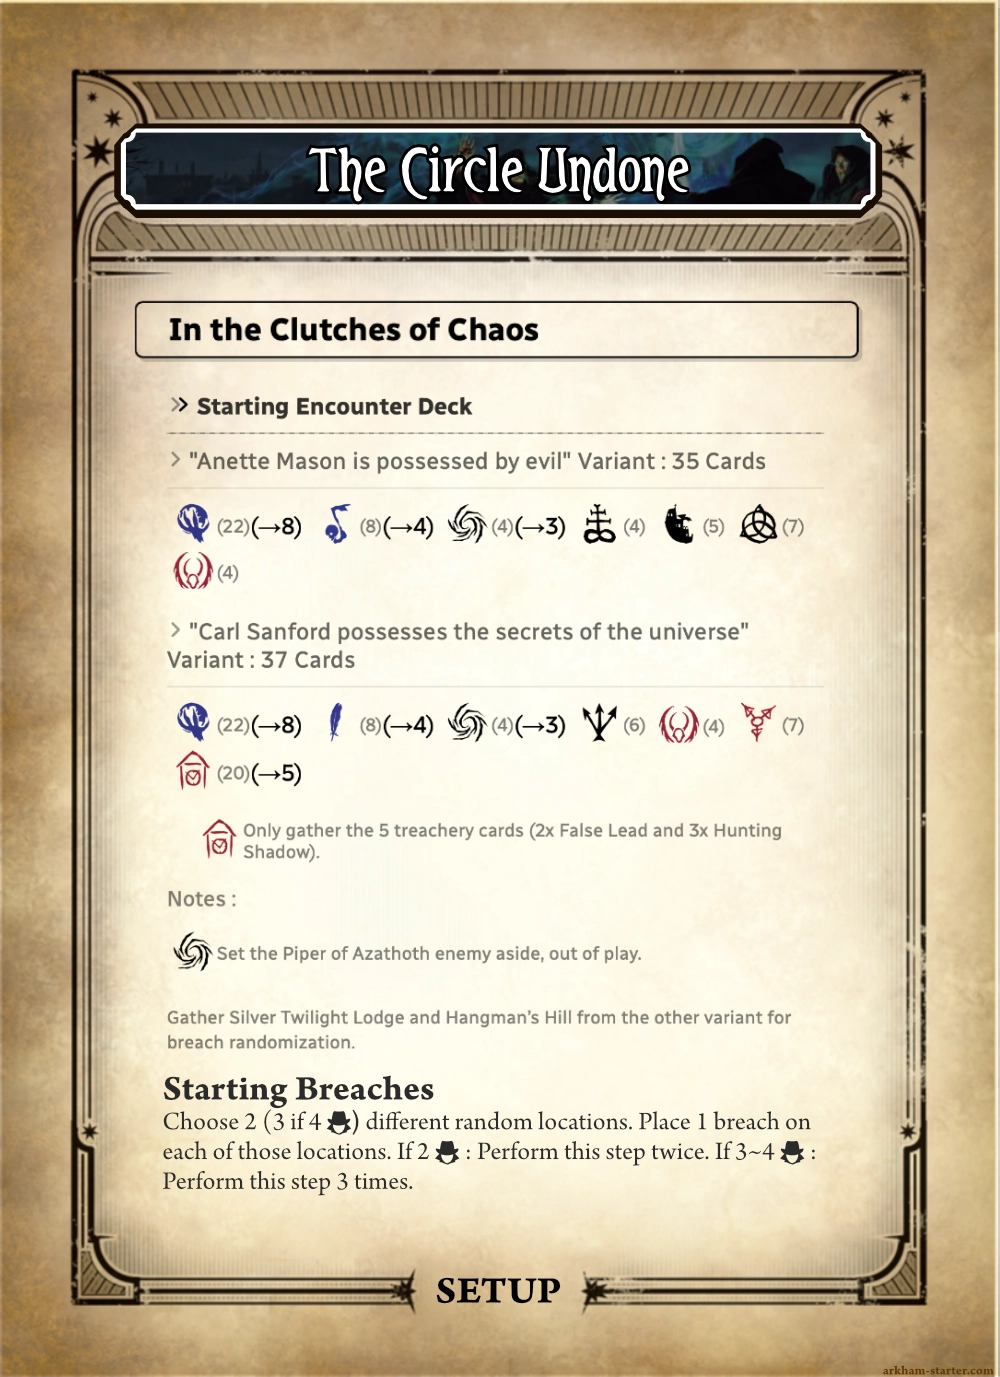 The Circle Undone
In the Clutches of Chaos
» Starting Encounter Deck
> "Anette Mason is possessed by evil" Variant : 35 Cards
(22)(→8) (8)(→4) (4)(→3) (4) (5) (7)
(4)
> "Carl Sanford possesses the secrets of the universe"
Variant : 37 Cards
(22)(→8) (8)(→4) (4)(→3) (6) (4) (7)
(20)(→5)
Only gather the 5 treachery cards (2x False Lead and 3x Hunting
Shadow).
Notes :
Set the Piper of Azathoth enemy aside, out of play.
Gather Silver Twilight Lodge and Hangman's Hill from the other variant for
breach randomization.
Starting Breaches
Choose 2 (3 if 4 ) different random locations. Place 1 breach on
each of those locations. If 2 : Perform this step twice. If 3~4 :
Perform this step 3 times.
SETUP
arkham-starter.com